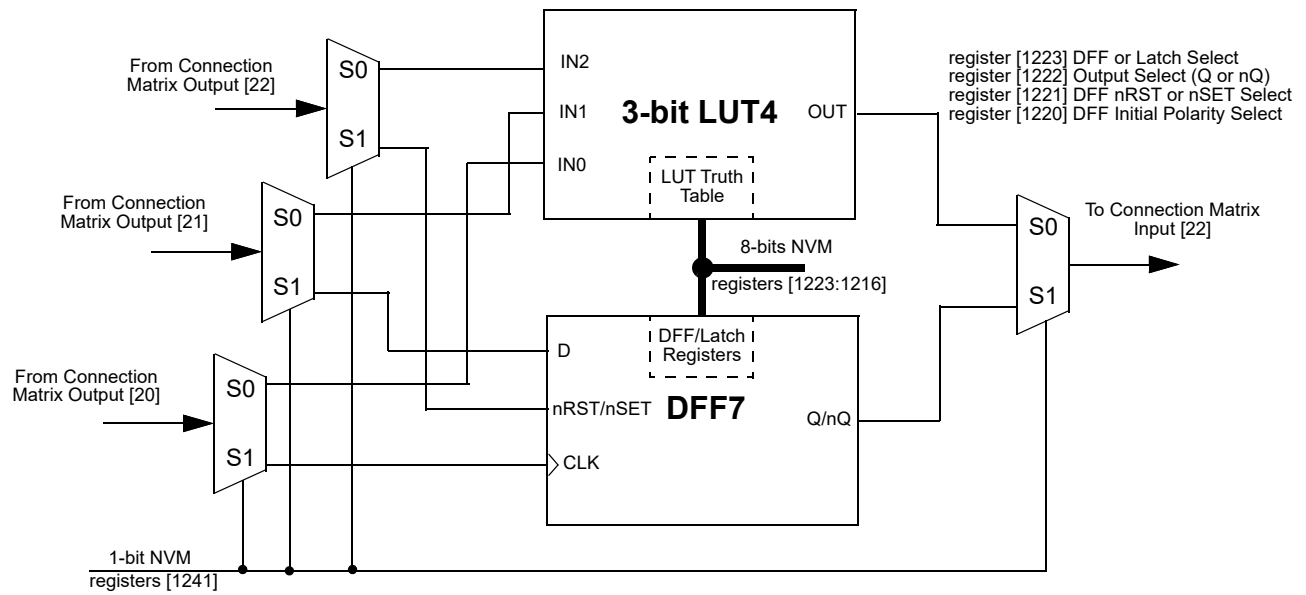 From Connection
Matrix Output [22]
S0
S1
IN2
IN1
IN0
3-bit LUT4
OUT
LUT Truth
Table
register [1223] DFF or Latch Select
register [1222] Output Select (Q or nQ)
register [1221] DFF nRST or nSET Select
register [1220] DFF Initial Polarity Select
From Connection
Matrix Output [21]
S0
S1
8-bits NVM
registers [1223:1216]
S0
S1
To Connection Matrix
Input [22]
From Connection
Matrix Output [20]
S0
S1
D
nRST/nSET
CLK
DFF/Latch
Registers
DFF7
Q/nQ
1-bit NVM
registers [1241]